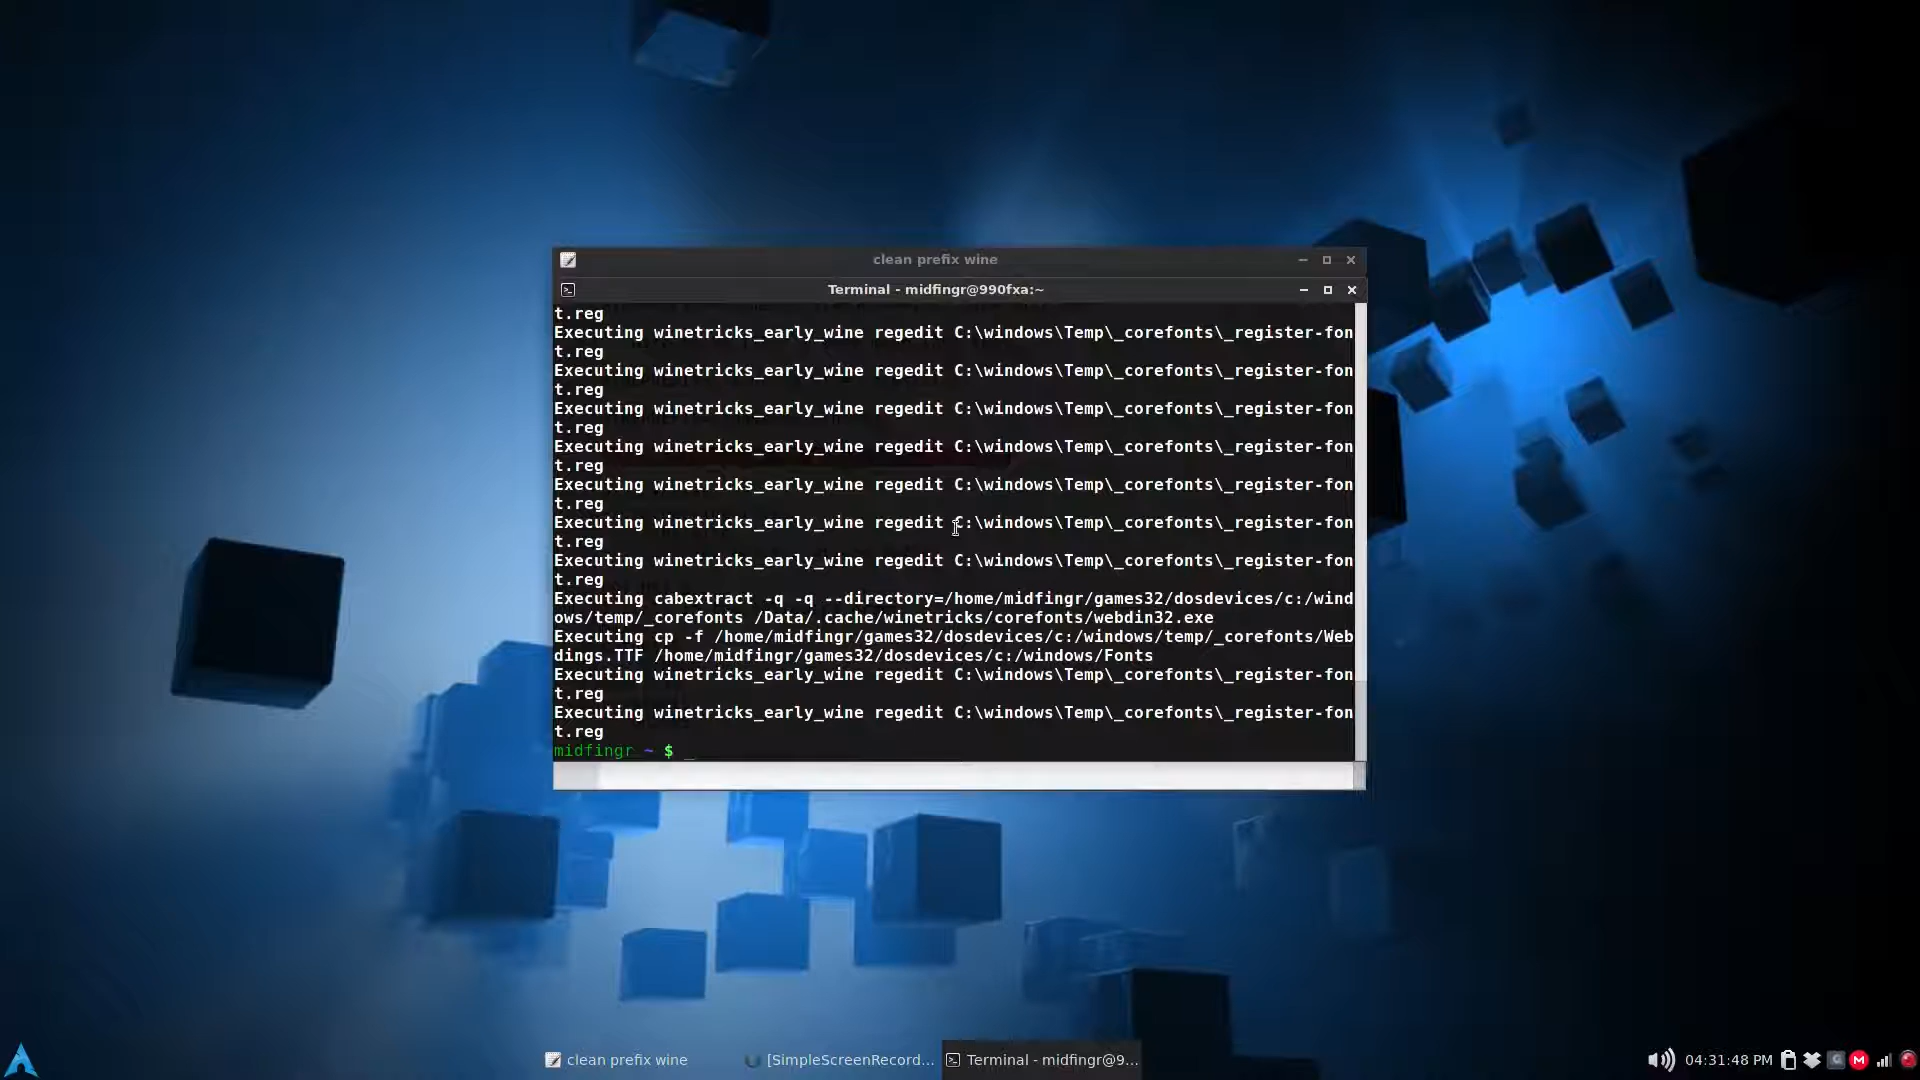 clean prefix wine
Terminal - midfingr@990fxa:~
t.reg
Executing winetricks_early_wine regedit C:\windows\Temp\_corefonts\_register-fon
t.reg
Executing winetricks_early_wine regedit C:\windows\Temp\_corefonts\_register-fon
t.reg
Executing winetricks_early_wine regedit C:\windows\Temp\_corefonts\_register-fon
t.reg
Executing winetricks_early_wine regedit C:\windows\Temp\_corefonts\_register-fon
t.reg
Executing winetricks_early_wine regedit C:\windows\Temp\_corefonts\_register-fon
t.reg
Executing winetricks_early_wine regedit C:\windows\Temp\_corefonts\_register-fon
t.reg
Executing winetricks_early_wine regedit C:\windows\Temp\_corefonts\_register-fon
t.reg
Executing cabextract -q -q --directory=/home/midfingr/games32/dosdevices/c:/wind
ows/temp/_corefonts /Data/.cache/winetricks/corefonts/webdin32.exe
Executing cp -f /home/midfingr/games32/dosdevices/c:/windows/temp/_corefonts/Web
dings.TTF /home/midfingr/games32/dosdevices/c:/windows/Fonts
Executing winetricks_early_wine regedit C:\windows\Temp\_corefonts\_register-fon
t.reg
Executing winetricks_early_wine regedit C:\windows\Temp\_corefonts\_register-fon
t.reg
midfingr ~ $ _
clean prefix wine
[SimpleScreenRecord...
Terminal - midfingr@9...
04:31:48 PM
M